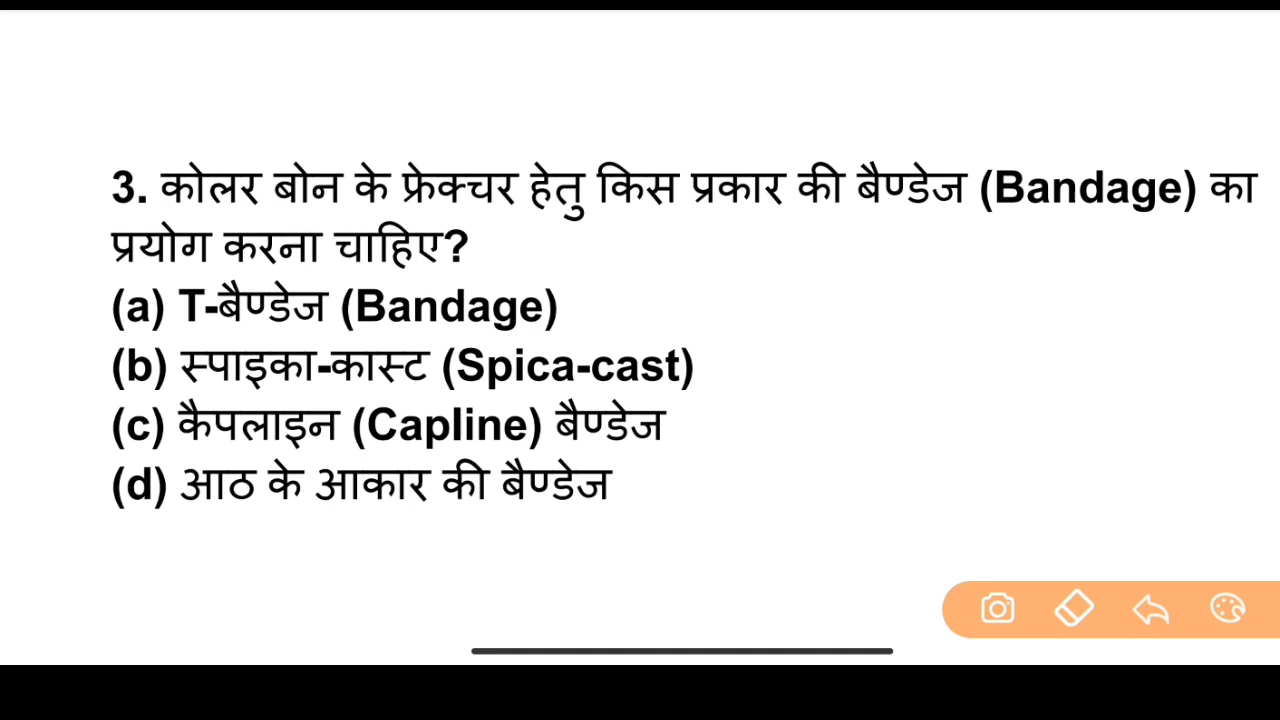 3. कोलर बोन के फ्रेक्चर हेतु किस प्रकार की बैण्डेज (Bandage) का
प्रयोग करना चाहिए?
(a) T-बैण्डेज (Bandage)
(b) स्पाइका-कास्ट (Spica-cast)
(c) कैपलाइन (Capline) बैण्डेज
(d) आठ के आकार की बैण्डेज